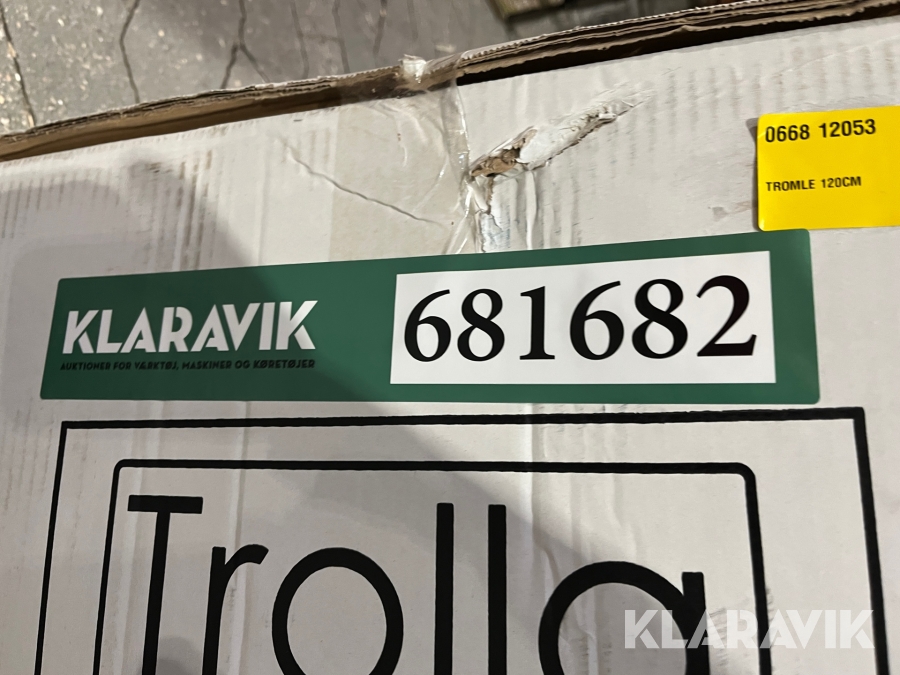 0668 12053
TROMLE 120CM
KLARAVIK
AUKTIONER FOR VÆRKTØJ, MASKINER OG KØRETØJER
681682
Trolla
KLARAVIK